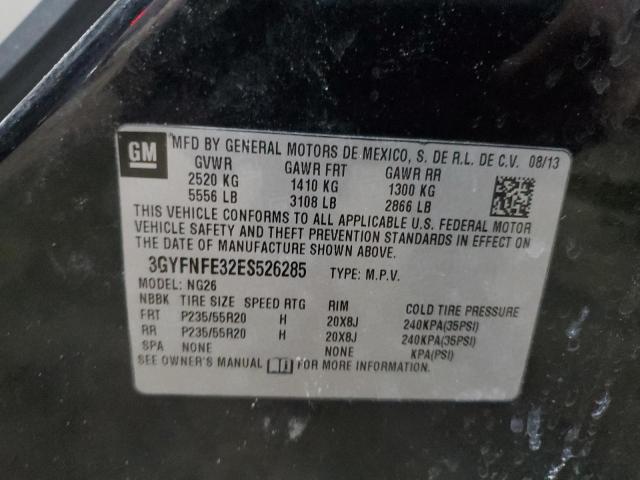 GM MFD BY GENERAL MOTORS DE MEXICO, S. DE R.L. DE C.V. 08/13
GVWR GAWR FRT GAWR RR
2520 KG 1410 KG 1300 KG
5556 LB 3108 LB 2866 LB
THIS VEHICLE CONFORMS TO ALL APPLICABLE U.S. FEDERAL MOTOR
VEHICLE SAFETY AND THEFT PREVENTION STANDARDS IN EFFECT ON
THE DATE OF MANUFACTURE SHOWN ABOVE.
3GYFNFE32ES526285 TYPE: M.P.V.
MODEL: NG26
NBBK TIRE SIZE SPEED RTG RIM COLD TIRE PRESSURE
FRT P235/55R20 H 20X8J 240KPA(35PSI)
RR P235/55R20 H 20X8J 240KPA(35PSI)
SPA NONE NONE KPA(PSI)
SEE OWNER'S MANUAL FOR MORE INFORMATION.